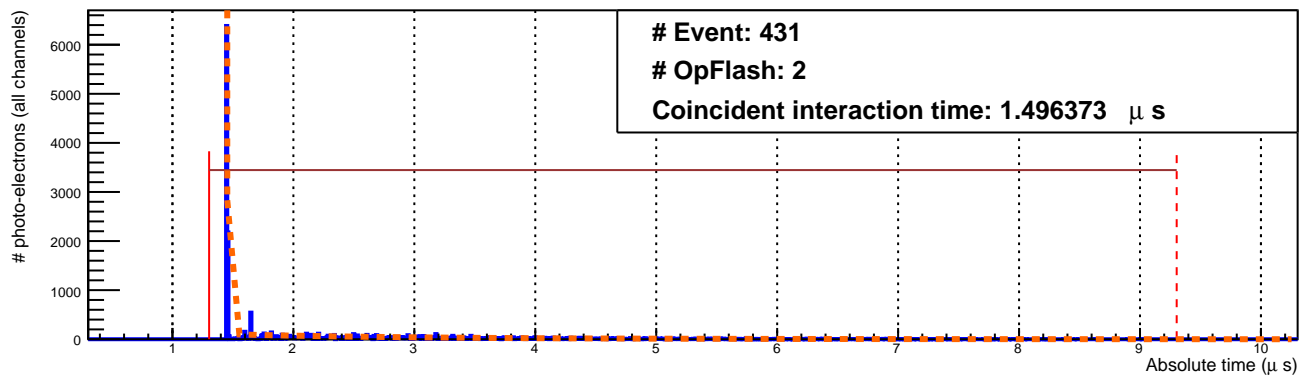 # Event: 431
# OpFlash: 2
Coincident interaction time: 1.496373 μ s
# photo-electrons (all channels)
6000
5000
4000
3000
2000
1000
0
1 2 3 4 5 6 7 8 9 10
Absolute time (μ s)